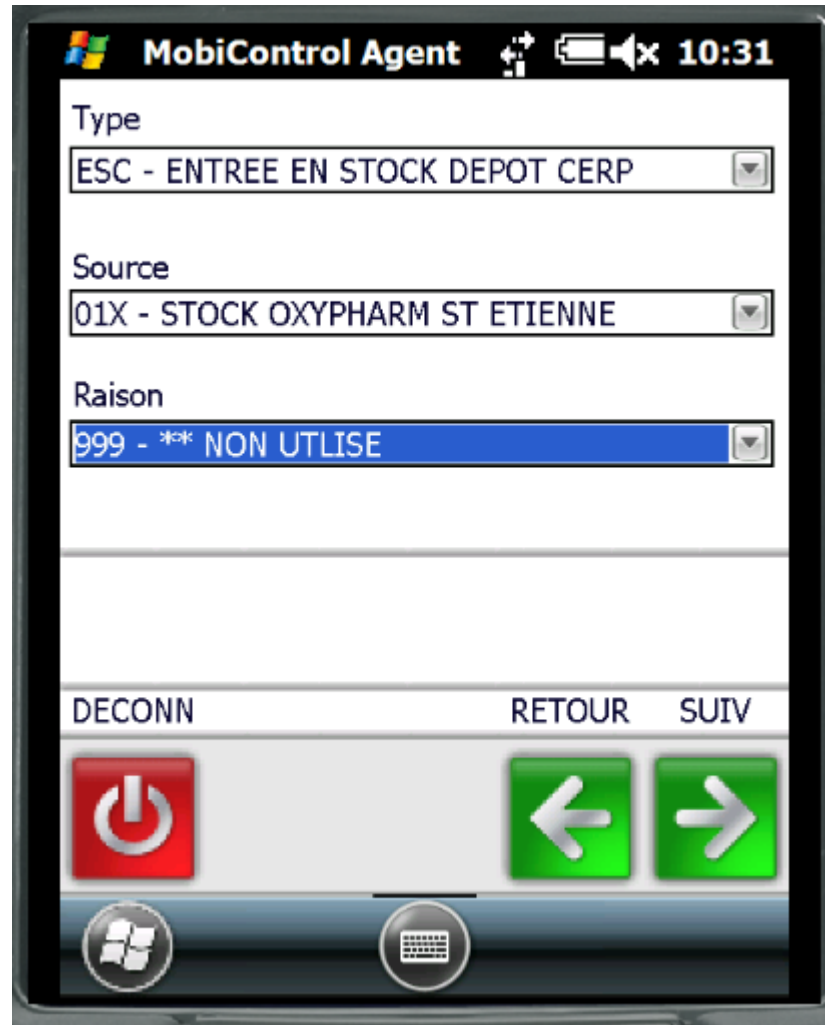 MobiControl Agent 10:31
Type
ESC - ENTREE EN STOCK DEPOT CERP
Source
01X - STOCK OXYPHARM ST ETIENNE
Raison
999 - ** NON UTLISE
DECONN RETOUR SUIV